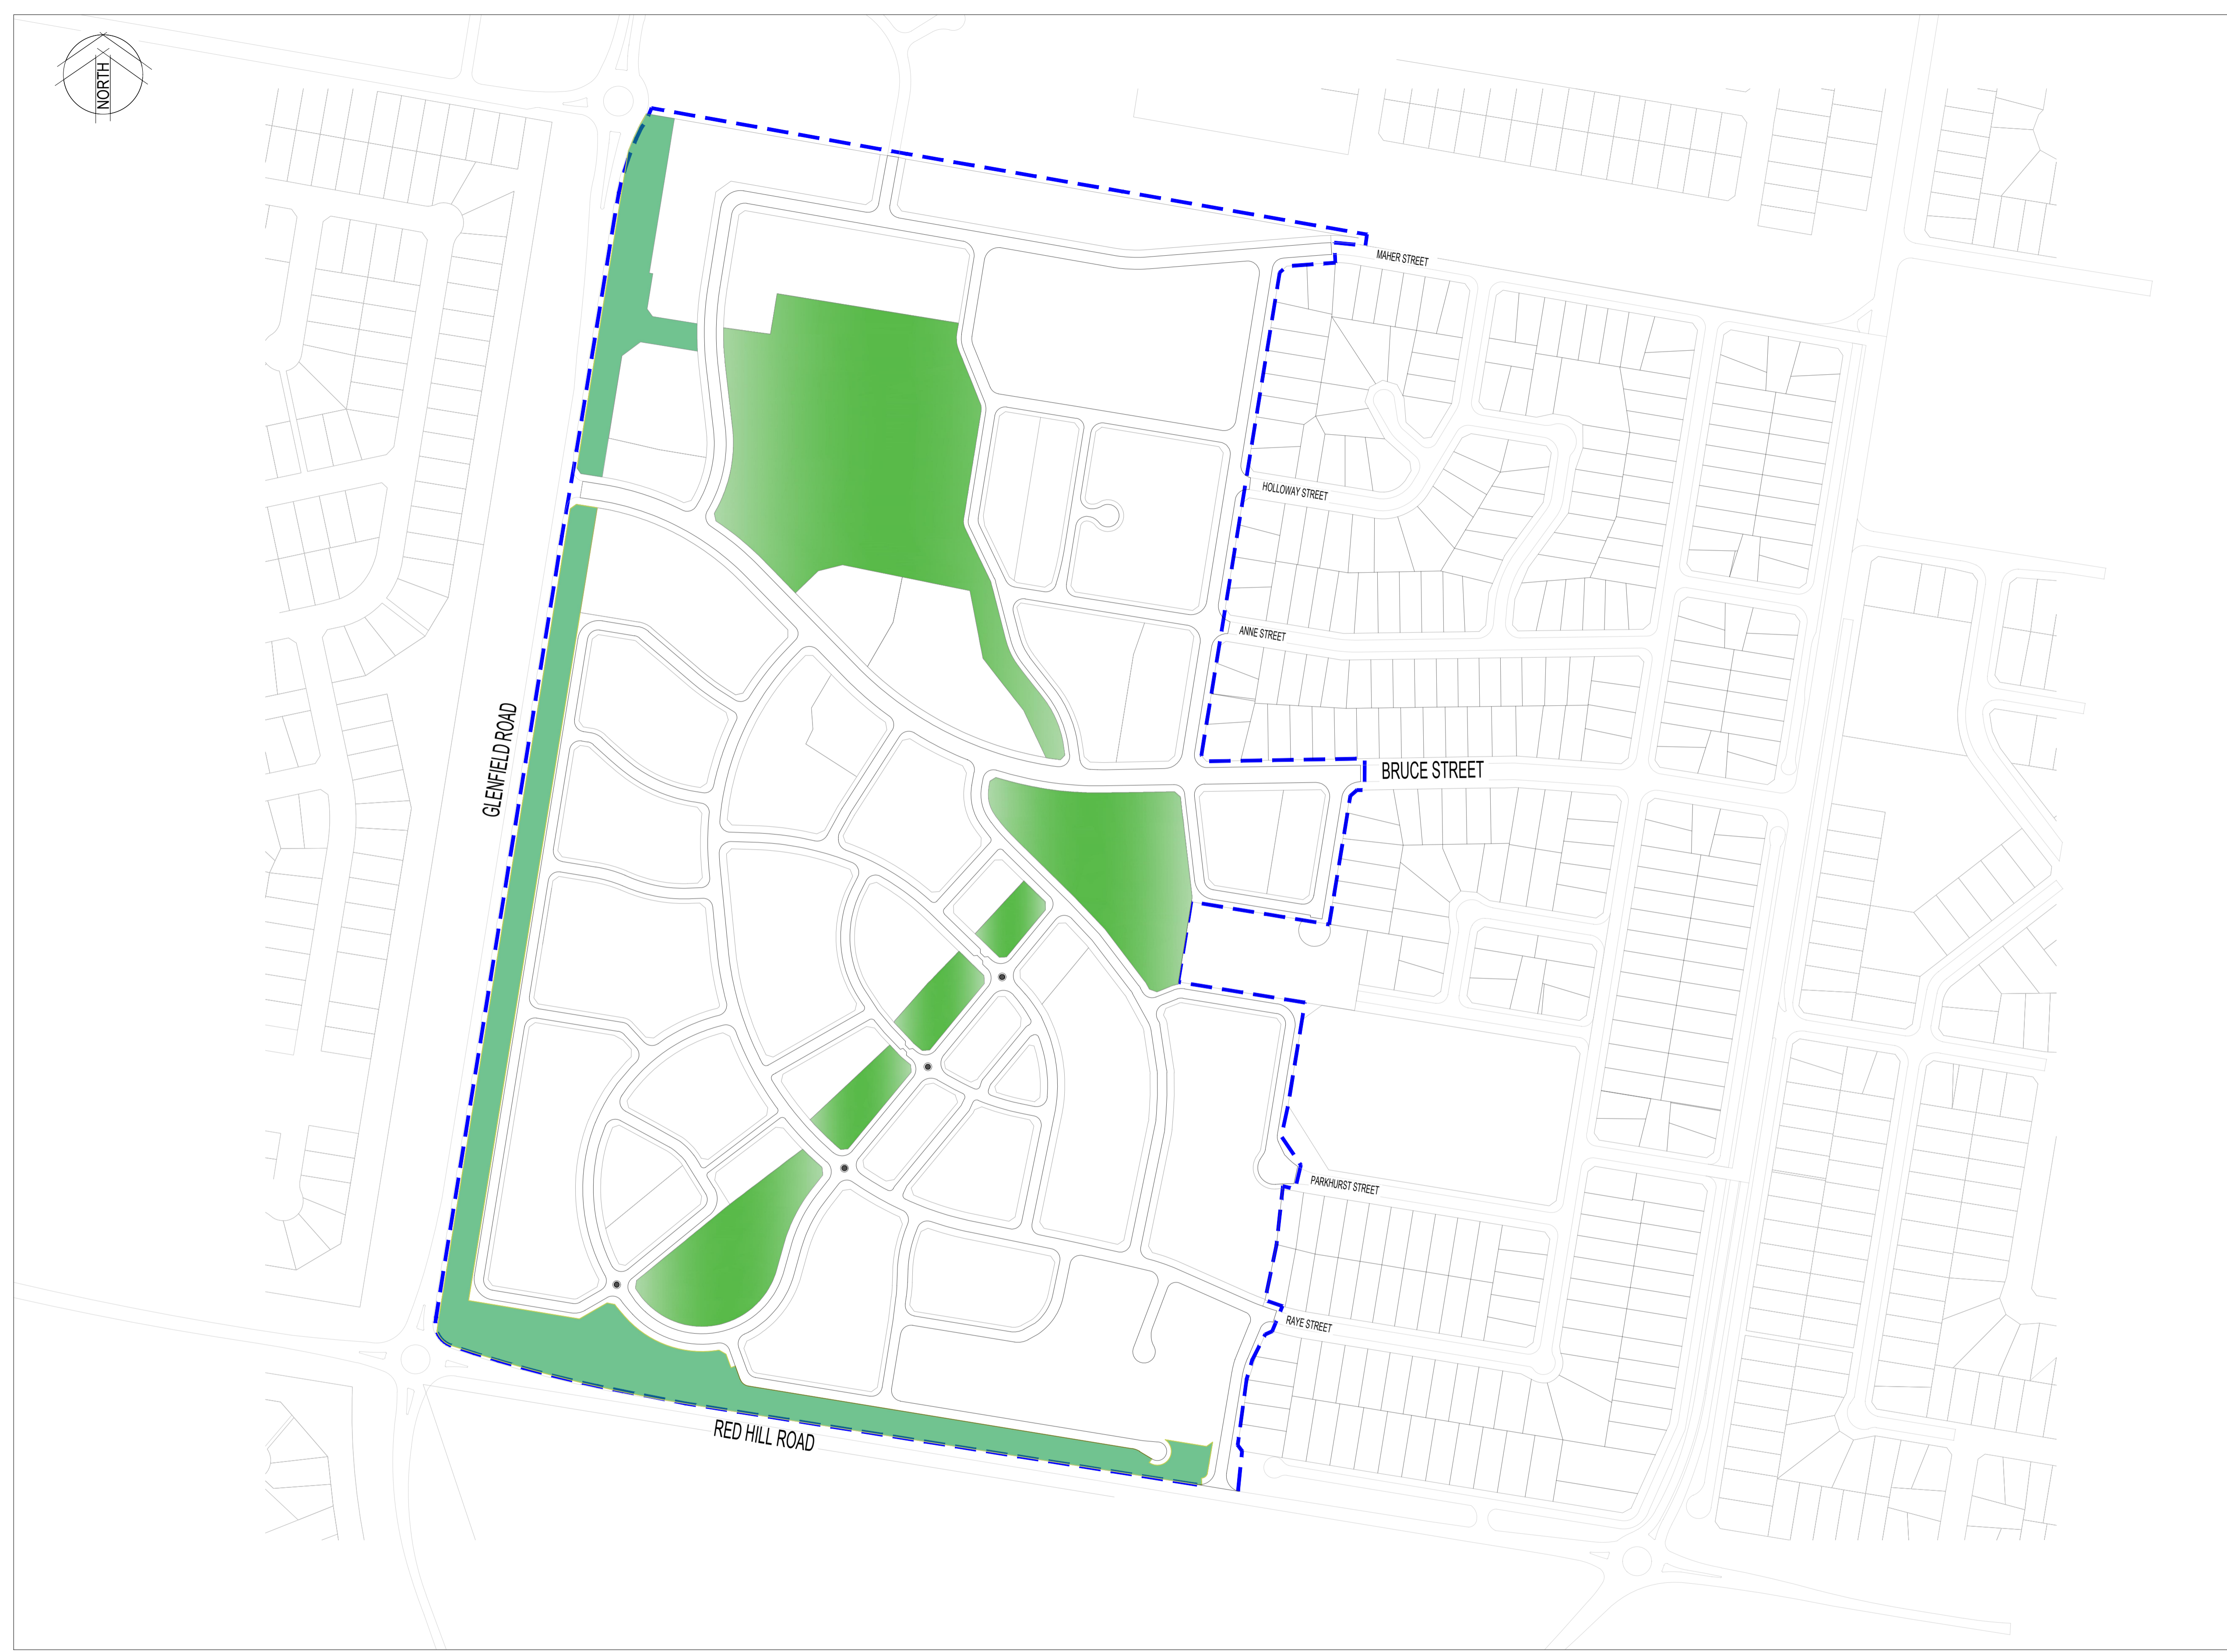 NORTH
MAHER STREET
HOLLOWAY STREET
ANNE STREET
GLENFIELD ROAD
BRUCE STREET
PARKHURST STREET
RAYE STREET
RED HILL ROAD